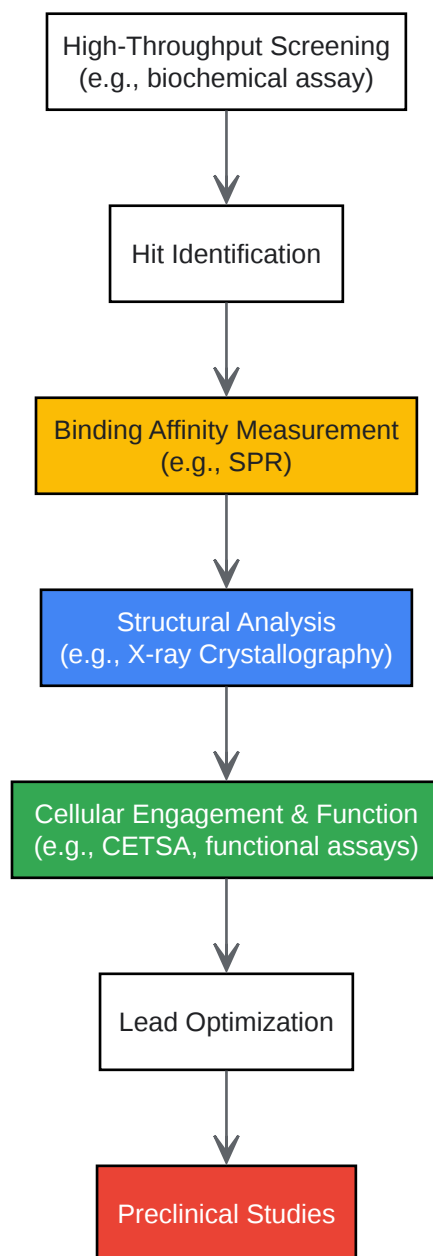 High-Throughput Screening
(e.g., biochemical assay)
Hit Identification
Binding Affinity Measurement
(e.g., SPR)
Structural Analysis
(e.g., X-ray Crystallography)
Cellular Engagement & Function
(e.g., CETSA, functional assays)
Lead Optimization
Preclinical Studies